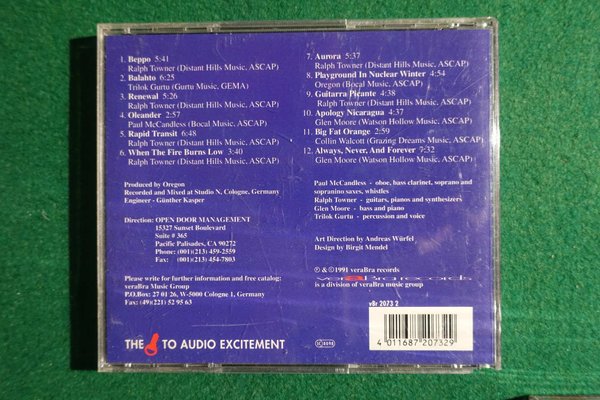 1. Beppo 5:41
Ralph Towner (Distant Hills Music, ASCAP)
2. Balahto 6:25
Trilok Gurtu (Gurtu Music, GEMA)
3. Renewal 5:26
Ralph Towner (Distant Hills Music, ASCAP)
4. Oleander 2:57
Paul McCandless (Bocal Music, ASCAP)
5. Rapid Transit 6:48
Ralph Towner (Distant Hills Music, ASCAP)
6. When The Fire Burns Low 3:40
Ralph Towner (Distant Hills Music, ASCAP)
7. Aurora 5:37
Ralph Towner (Distant Hills Music, ASCAP)
8. Playground In Nuclear Winter 4:54
Oregon (Bocal Music, ASCAP)
9. Guitarra Picante 4:38
Ralph Towner (Distant Hills Music, ASCAP)
10. Apology Nicaragua 4:37
Glen Moore (Watson Hollow Music, ASCAP)
11. Big Fat Orange 2:59
Collin Walcott (Grazing Dreams Music, ASCAP)
12. Always, Never, And Forever 7:32
Glen Moore (Watson Hollow Music, ASCAP)
Produced by Oregon
Recorded and Mixed at Studio N, Cologne, Germany
Engineer - Günther Kasper
Direction: OPEN DOOR MANAGEMENT
15327 Sunset Boulevard
Suite # 365
Pacific Palisades, CA 90272
Phone: (001)(213) 459-2559
Fax: (001)(213) 454-7803
Please write for further information and free catalog:
veraBra Music Group
P.O.Box: 27 01 26, W-5000 Cologne 1, Germany
Fax: (49)(221) 52 95 63
Paul McCandless - oboe, bass clarinet, soprano and
sopranino saxes, whistles
Ralph Towner - guitars, pianos and synthesizers
Glen Moore - bass and piano
Trilok Gurtu - percussion and voice
Art Direction by Andreas Würfel
Design by Birgit Mendel
℗ & ©1991 veraBra records
veraBra records
is a division of veraBra music group
vBr 2073 2
4 011687 207329
THE TO AUDIO EXCITEMENT